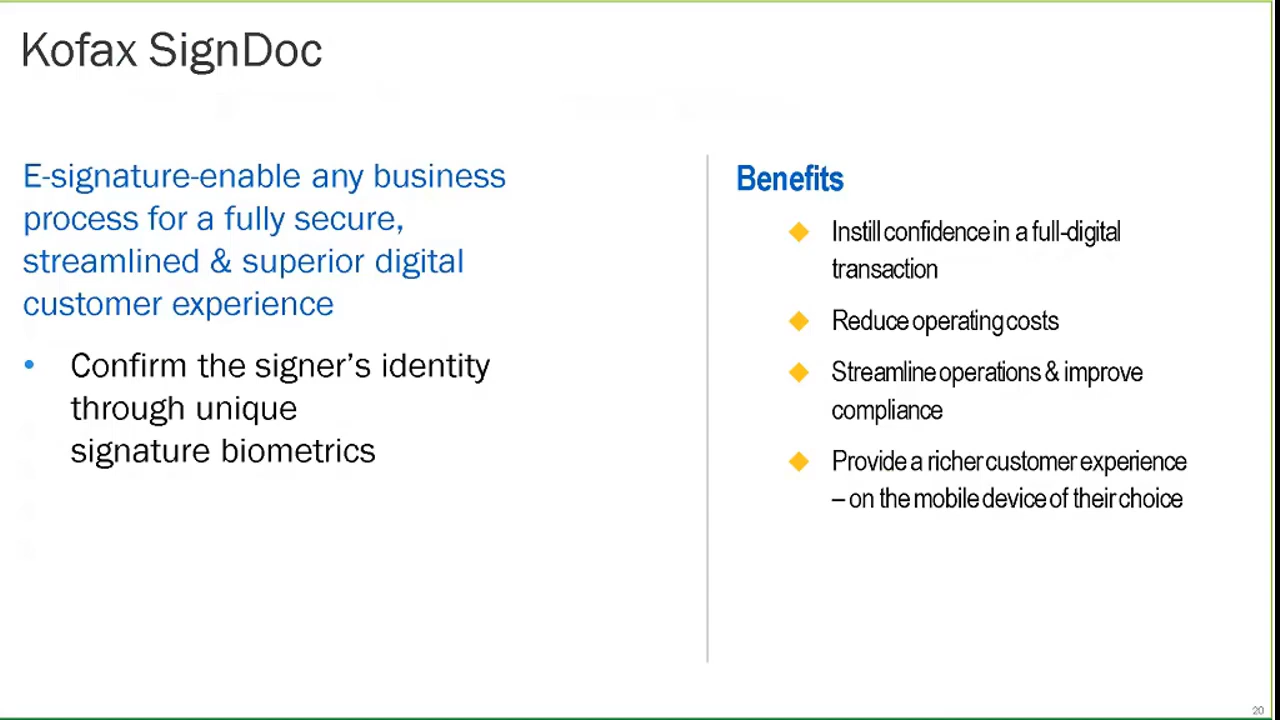 Kofax SignDoc
E-signature-enable any business
process for a fully secure,
streamlined & superior digital
customer experience
• Confirm the signer’s identity
through unique
signature biometrics
Benefits
Instill confidence in a full-digital
transaction
Reduce operating costs
Streamline operations & improve
compliance
Provide a richer customer experience
– on the mobile device of their choice
20